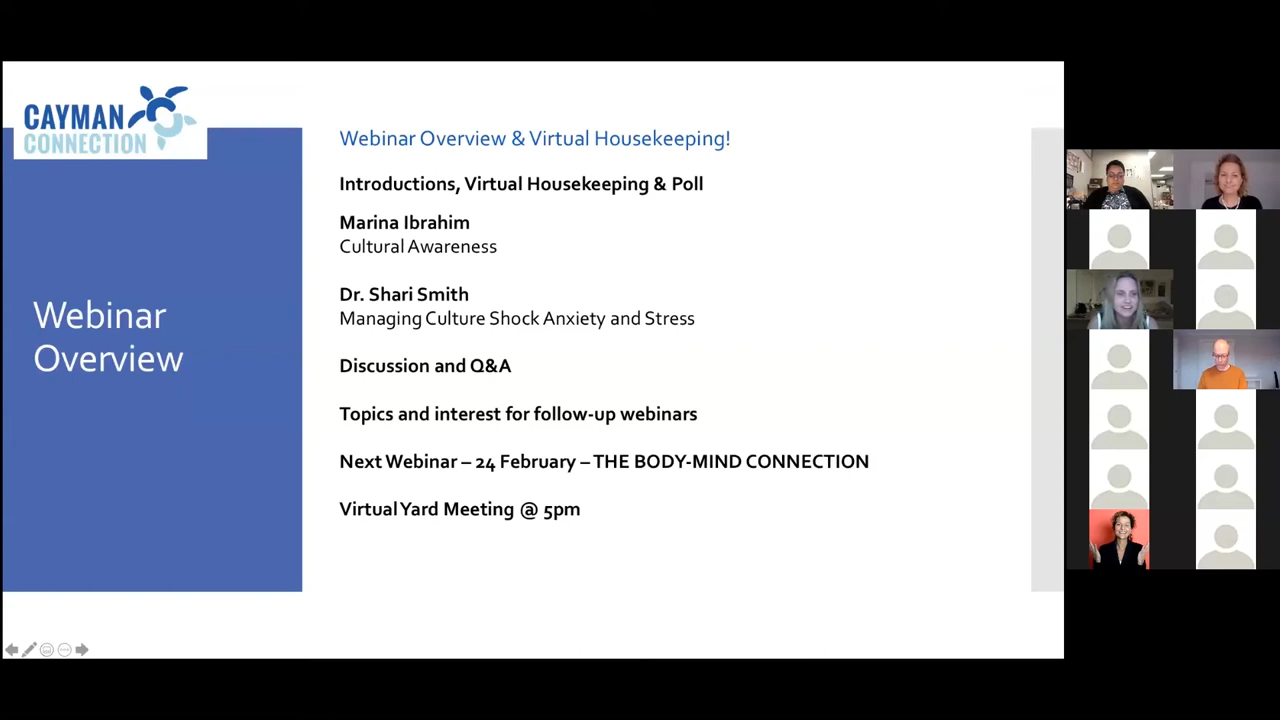 CAYMAN
CONNECTION
Webinar
Overview
Webinar Overview & Virtual Housekeeping!
Introductions, Virtual Housekeeping & Poll
Marina Ibrahim
Cultural Awareness
Dr. Shari Smith
Managing Culture Shock Anxiety and Stress
Discussion and Q&A
Topics and interest for follow-up webinars
Next Webinar – 24 February – THE BODY-MIND CONNECTION
Virtual Yard Meeting @ 5pm